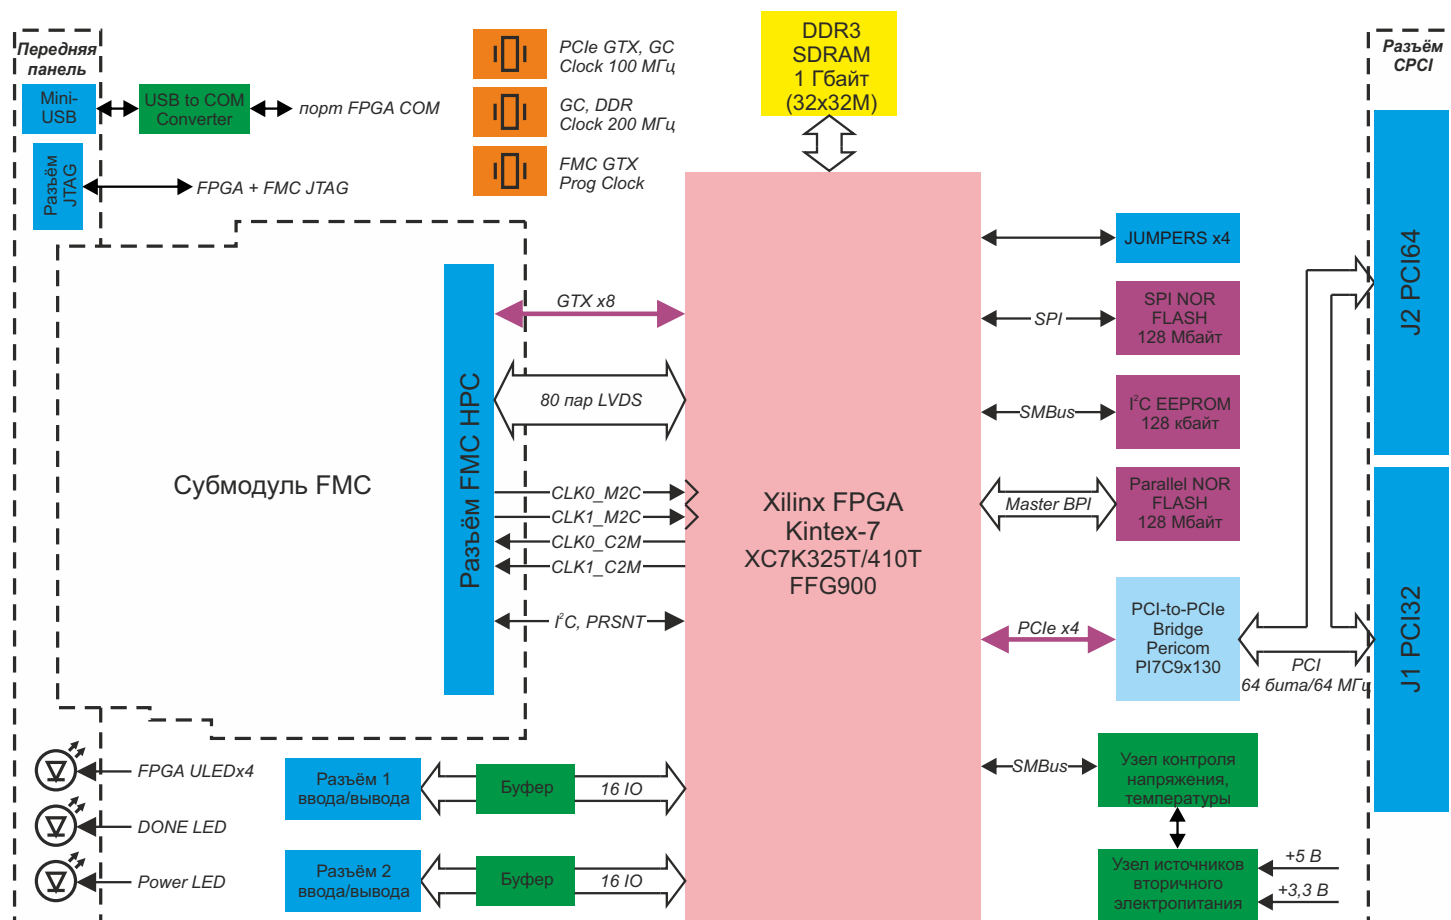 Передняя
панель
Mini-
USB
USB to COM
Converter
порт FPGA COM
Разъём
JTAG
FPGA + FMC JTAG
PCIe GTX, GC
Clock 100 МГц
GC, DDR
Clock 200 МГц
FMC GTX
Prog Clock
DDR3
SDRAM
1 Гбайт
(32x32M)
Разъём
CPCI
Субмодуль FMC
Разъём FMC HPC
GTX x8
80 пар LVDS
CLK0_M2C
CLK1_M2C
CLK0_C2M
CLK1_C2M
I²C, PRSNT
Xilinx FPGA
Kintex-7
XC7K325T/410T
FFG900
JUMPERS x4
SPI
SPI NOR
FLASH
128 Мбайт
SMBus
I²C EEPROM
128 кбайт
Master BPI
Parallel NOR
FLASH
128 Мбайт
PCIe x4
PCI-to-PCIe
Bridge
Pericom
PI7C9x130
PCI
64 бита/64 МГц
J2 PCI64
J1 PCI32
FPGA ULEDx4
DONE LED
Power LED
Разъём 1
ввода/вывода
Буфер
16 IO
Разъём 2
ввода/вывода
Буфер
16 IO
SMBus
Узел контроля
напряжения,
температуры
Узел источников
вторичного
электропитания
+5 В
+3,3 В